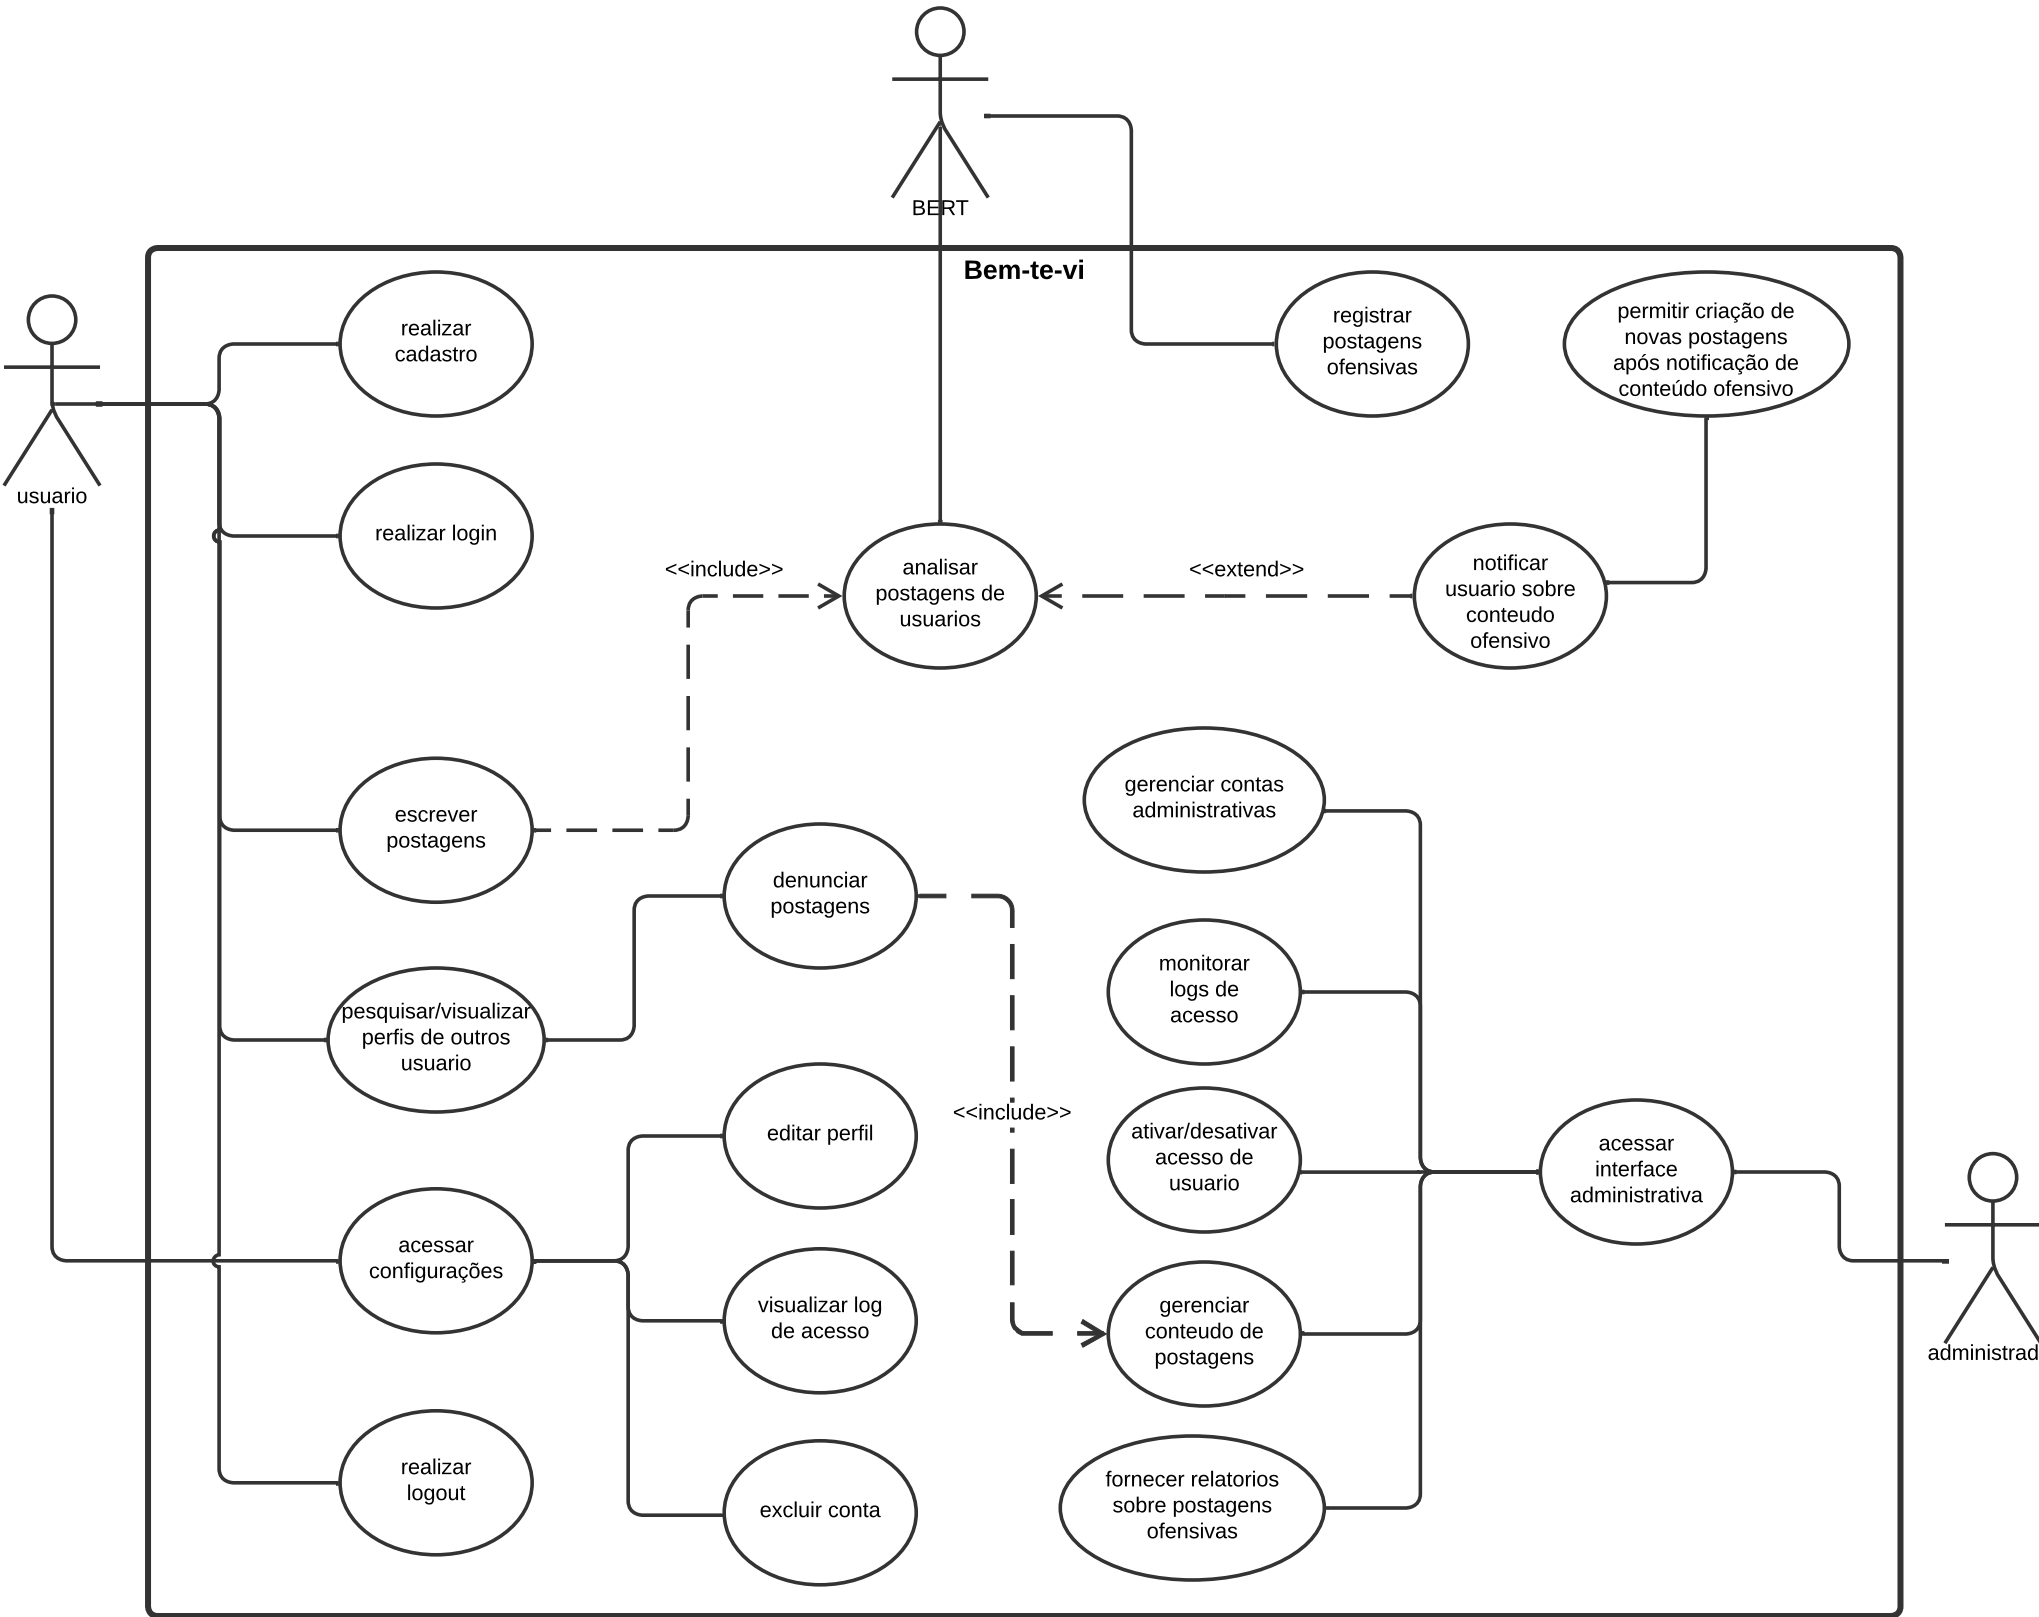 BERT
Bem-te-vi
usuario
realizar
cadastro
registrar
postagens
ofensivas
permitir criação de
novas postagens
após notificação de
conteúdo ofensivo
realizar login
<<include>>
analisar
postagens de
usuarios
<<extend>>
notificar
usuario sobre
conteudo
ofensivo
escrever
postagens
gerenciar contas
administrativas
denunciar
postagens
monitorar
logs de
acesso
pesquisar/visualizar
perfis de outros
usuario
<<include>>
editar perfil
ativar/desativar
acesso de
usuario
acessar
interface
administrativa
acessar
configurações
visualizar log
de acesso
gerenciar
conteudo de
postagens
administrad
realizar
logout
excluir conta
fornecer relatorios
sobre postagens
ofensivas